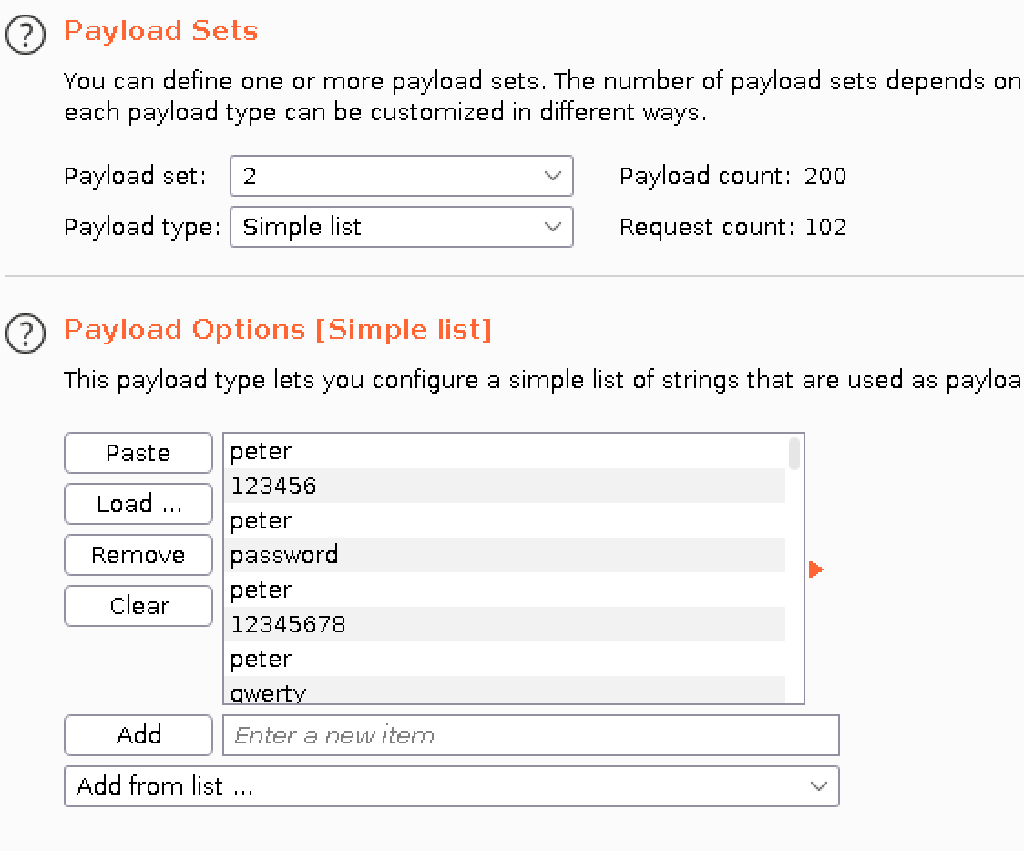 Payload Sets
You can define one or more payload sets. The number of payload sets depends on
each payload type can be customized in different ways.
Payload set: 2 Payload count: 200
Payload type: Simple list Request count: 102
Payload Options [Simple list]
This payload type lets you configure a simple list of strings that are used as payloa
Paste
Load ...
Remove
Clear
peter
123456
peter
password
peter
12345678
peter
qwerty
Add Enter a new item
Add from list ...